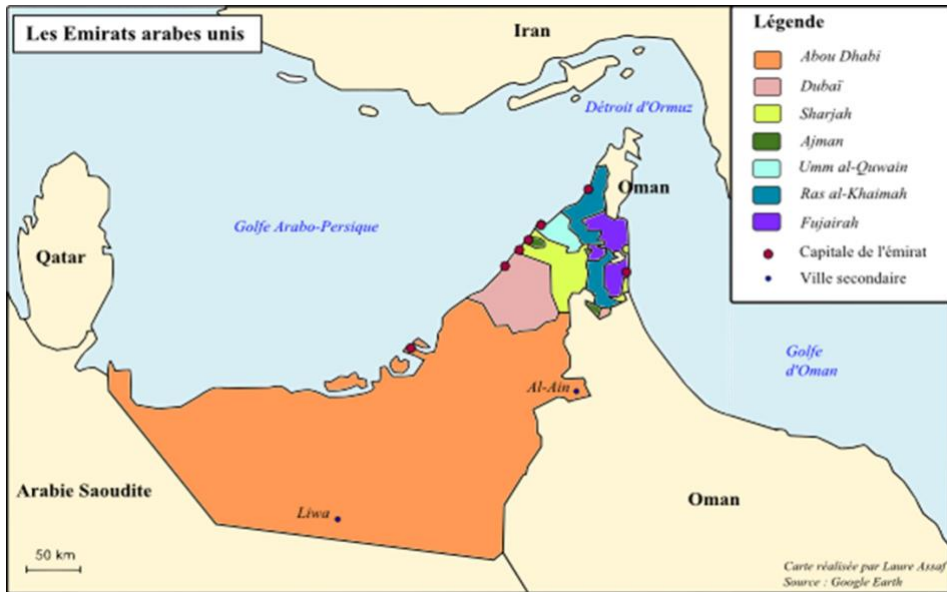 Les Emirats arabes unis
Iran
Détroit d'Ormuz
Oman
Golfe Arabo-Persique
Qatar
Golfe
d'Oman
Al-Ain
Arabie Saoudite
Liwa
Oman
50 km
Légende
Abou Dhabi
Dubaï
Sharjah
Ajman
Umm al-Quwain
Ras al-Khaimah
Fujairah
Capitale de l'émirat
Ville secondaire
Carte réalisée par Laure Assaf
Source : Google Earth